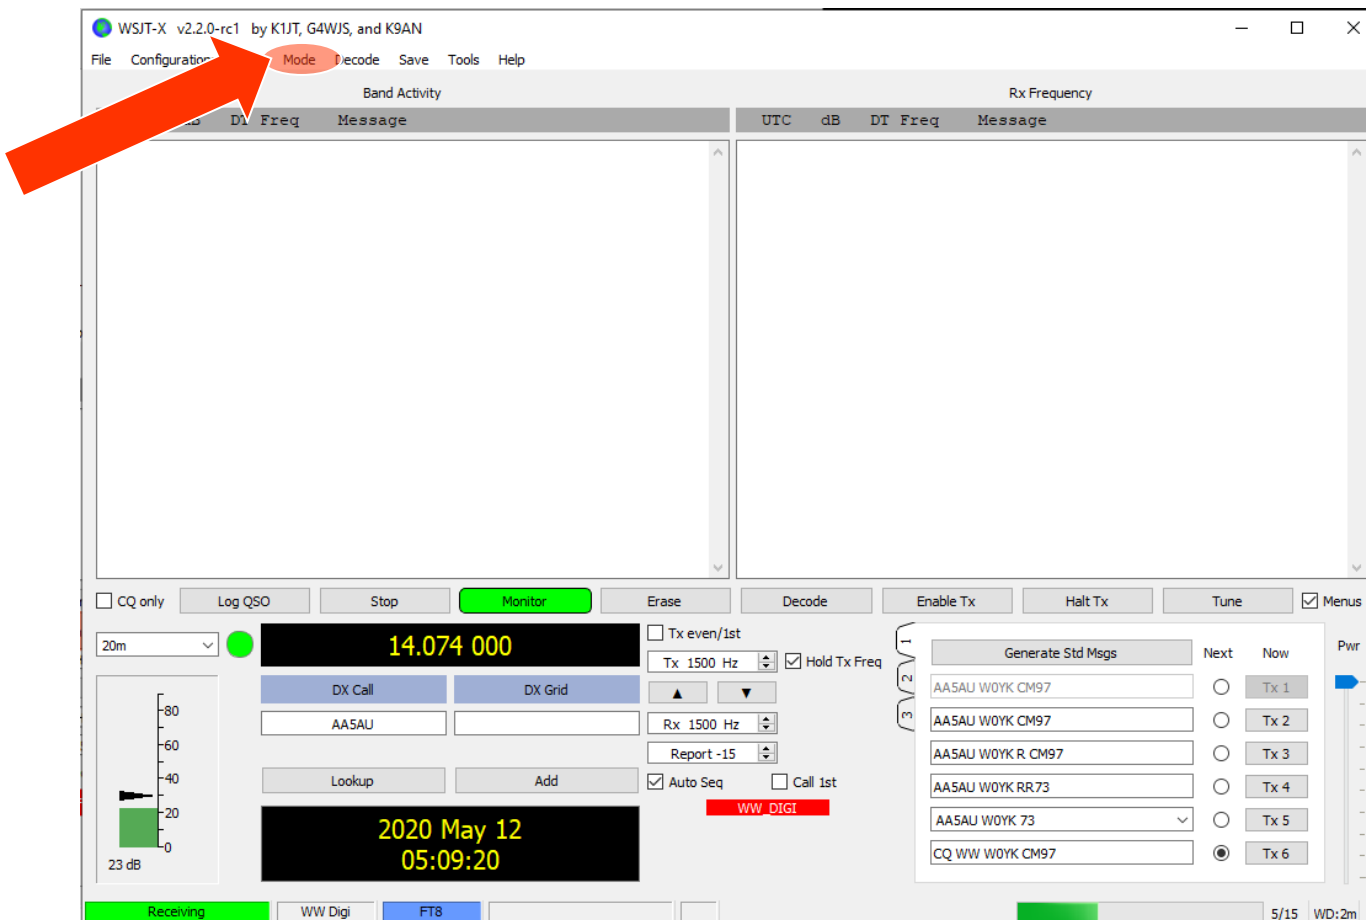 WSJT-X v2.2.0-rc1 by K1JT, G4WJS, and K9AN
File Configuration Mode Decode Save Tools Help
Band Activity Rx Frequency
DT Freq Message UTC dB DT Freq Message
CQ only Log QSO Stop Monitor Erase Decode Enable Tx Halt Tx Tune Menus
20m 14.074 000 Tx even/1st
Tx 1500 Hz Hold Tx Freq
DX Call DX Grid ▲ ▼
AA5AU Rx 1500 Hz
Report -15
Lookup Add Auto Seq Call 1st
WW_DIGI
2020 May 12
05:09:20
-80
-60
-40
-20
-0
23 dB
1
2
3
Generate Std Msgs Next Now Pwr
AA5AU W0YK CM97 Tx 1
AA5AU W0YK CM97 Tx 2
AA5AU W0YK R CM97 Tx 3
AA5AU W0YK RR73 Tx 4
AA5AU W0YK 73 Tx 5
CQ WW W0YK CM97 Tx 6
Receiving WW Digi FT8 5/15 WD:2m